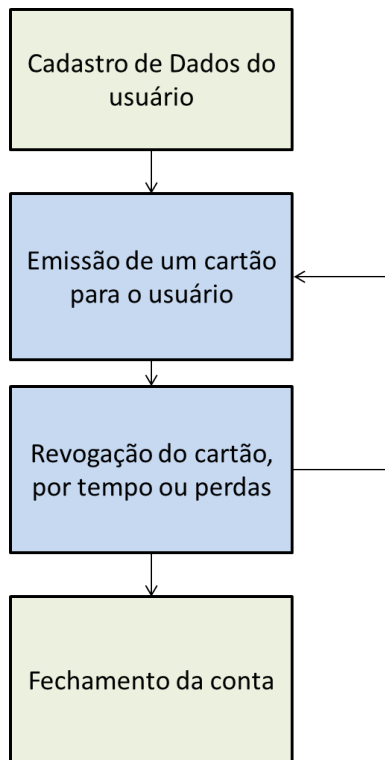 Cadastro de Dados do
usuário
Emissão de um cartão
para o usuário
Revogação do cartão,
por tempo ou perdas
Fechamento da conta